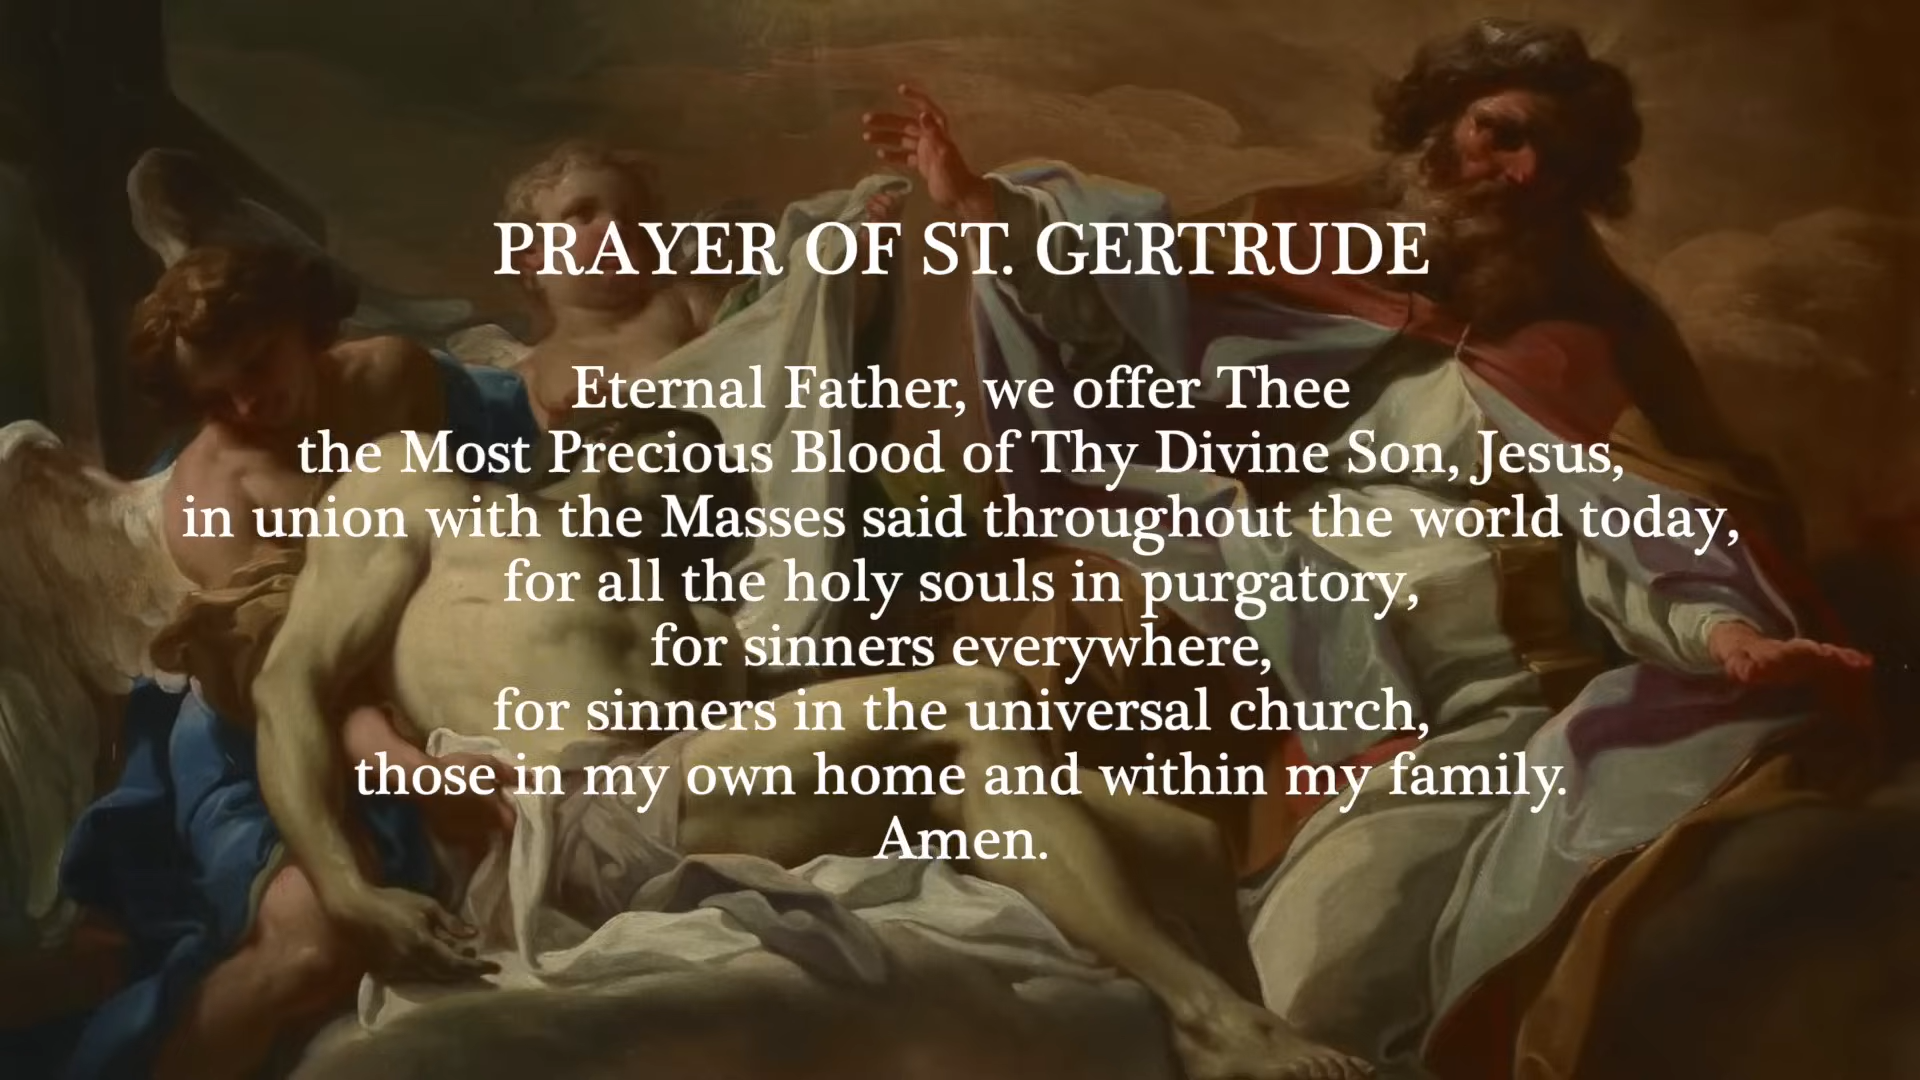 PRAYER OF ST. GERTRUDE
Eternal Father, we offer Thee
the Most Precious Blood of Thy Divine Son, Jesus,
in union with the Masses said throughout the world today,
for all the holy souls in purgatory,
for sinners everywhere,
for sinners in the universal church,
those in my own home and within my family.
Amen.